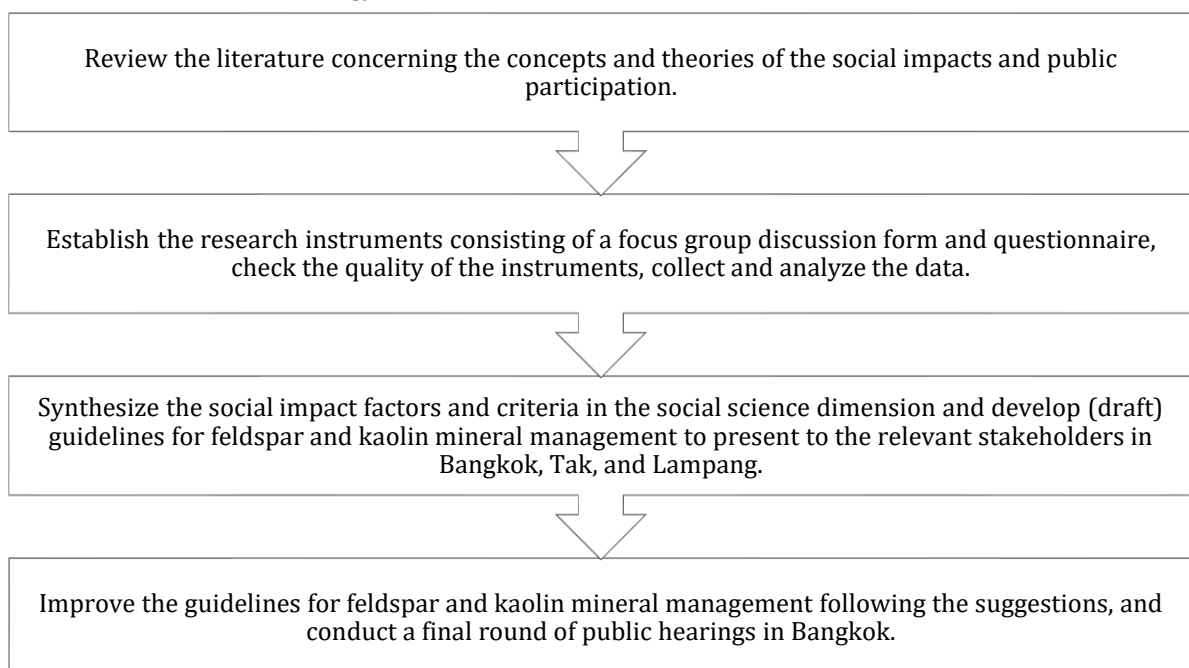 Review the literature concerning the concepts and theories of the social impacts and public
participation.
Establish the research instruments consisting of a focus group discussion form and questionnaire,
check the quality of the instruments, collect and analyze the data.
Synthesize the social impact factors and criteria in the social science dimension and develop (draft)
guidelines for feldspar and kaolin mineral management to present to the relevant stakeholders in
Bangkok, Tak, and Lampang.
Improve the guidelines for feldspar and kaolin mineral management following the suggestions, and
conduct a final round of public hearings in Bangkok.